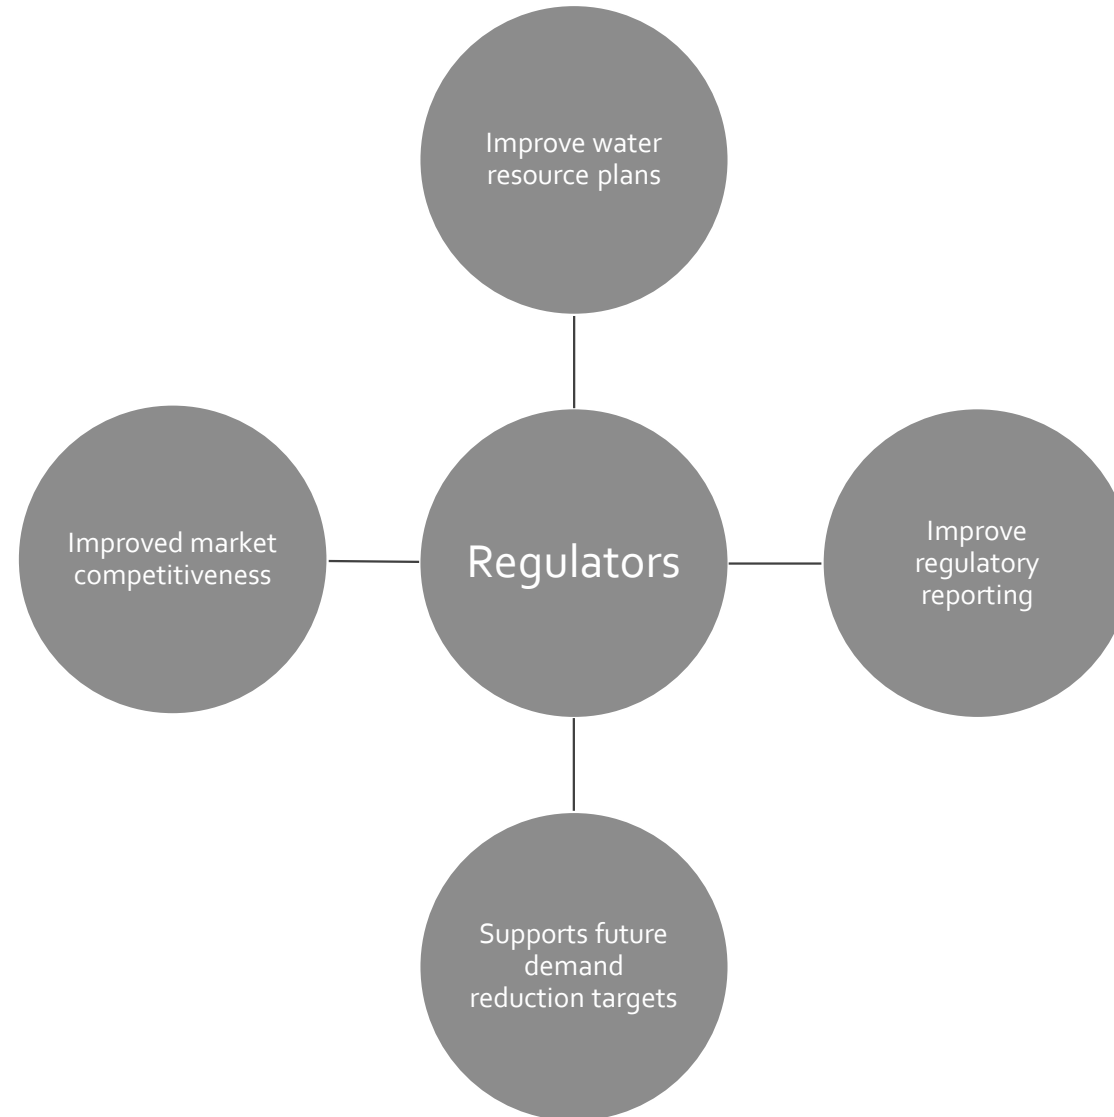 Improve water
resource plans
Improved market
competitiveness
Regulators
Improve
regulatory
reporting
Supports future
demand
reduction targets